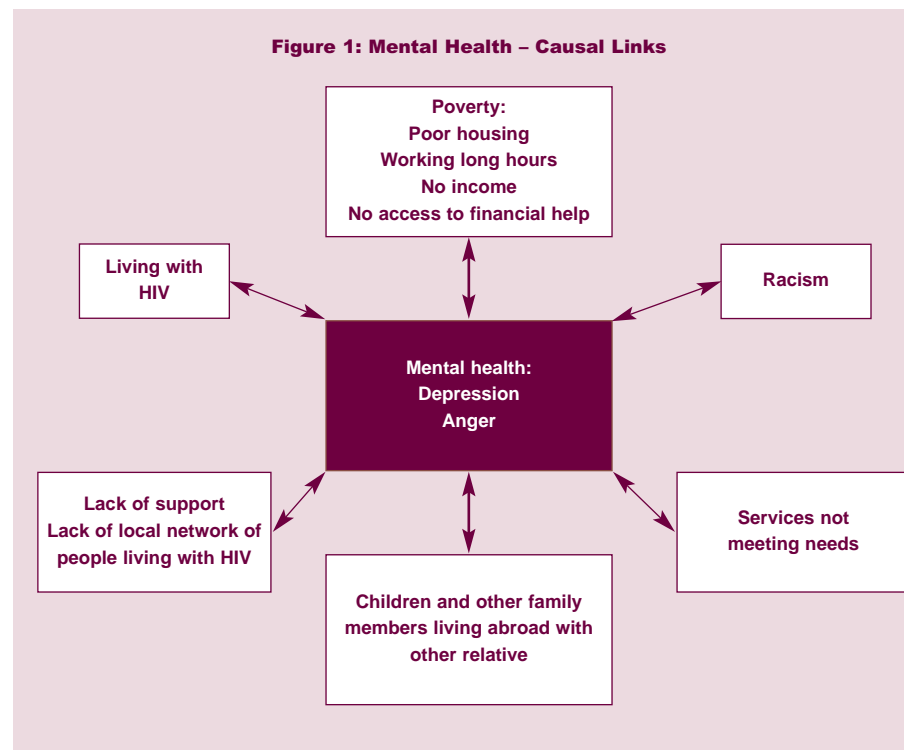 Figure 1: Mental Health – Causal Links
Poverty:
Poor housing
Working long hours
No income
No access to financial help
Living with
HIV
Racism
Mental health:
Depression
Anger
Lack of support
Lack of local network of
people living with HIV
Services not
meeting needs
Children and other family
members living abroad with
other relative